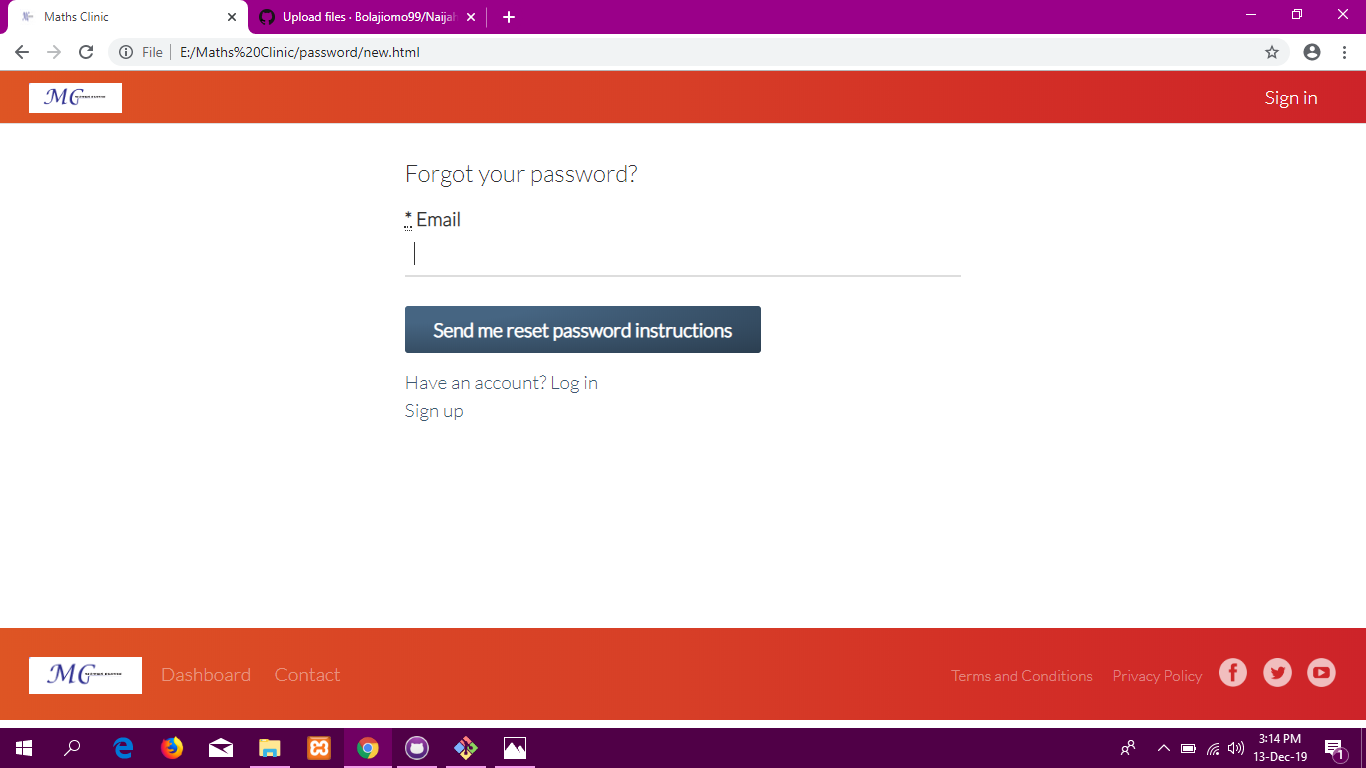 Maths Clinic
Upload files · Bolajiomo99/Naijah
File
E:/Maths%20Clinic/password/new.html
MG
Sign in
Forgot your password?
* Email
Send me reset password instructions
Have an account? Log in
Sign up
MG
Dashboard
Contact
Terms and Conditions
Privacy Policy
3:14 PM
13-Dec-19
1